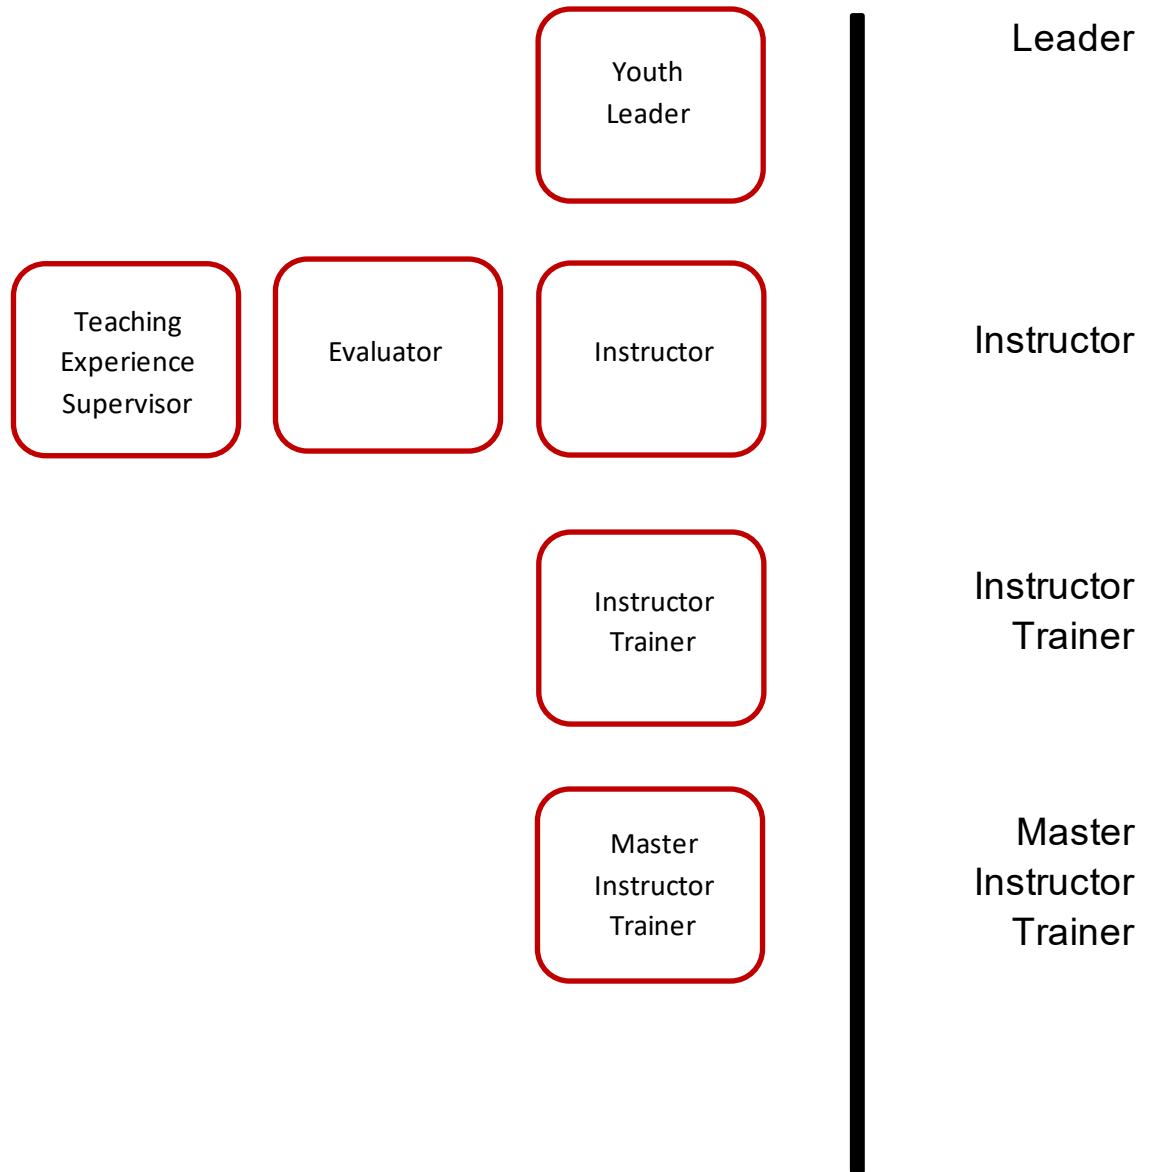 Youth
Leader
Leader
Teaching
Experience
Supervisor
Evaluator
Instructor
Instructor
Instructor
Trainer
Instructor
Trainer
Master
Instructor
Trainer
Master
Instructor
Trainer